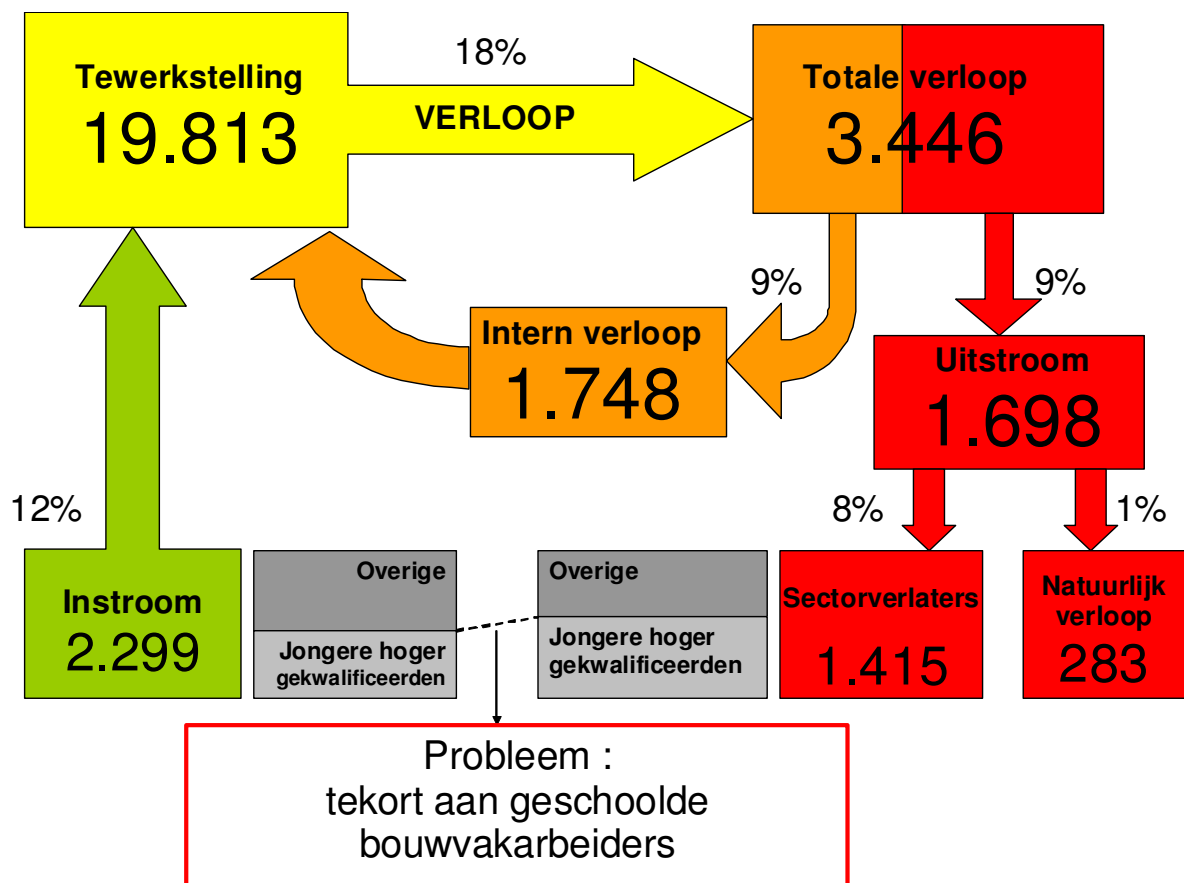 Tewerkstelling
19.813
18%
VERLOOP
Totale verloop
3.446
9%
9%
Intern verloop
1.748
Uitstroom
1.698
12%
8%
1%
Instroom
2.299
Overige
Jongere hoger
gekwalificeerden
Overige
Jongere hoger
gekwalificeerden
Sectorverlaters
1.415
Natuurlijk
verloop
283
Probleem :
tekort aan geschoolde
bouwvakarbeiders